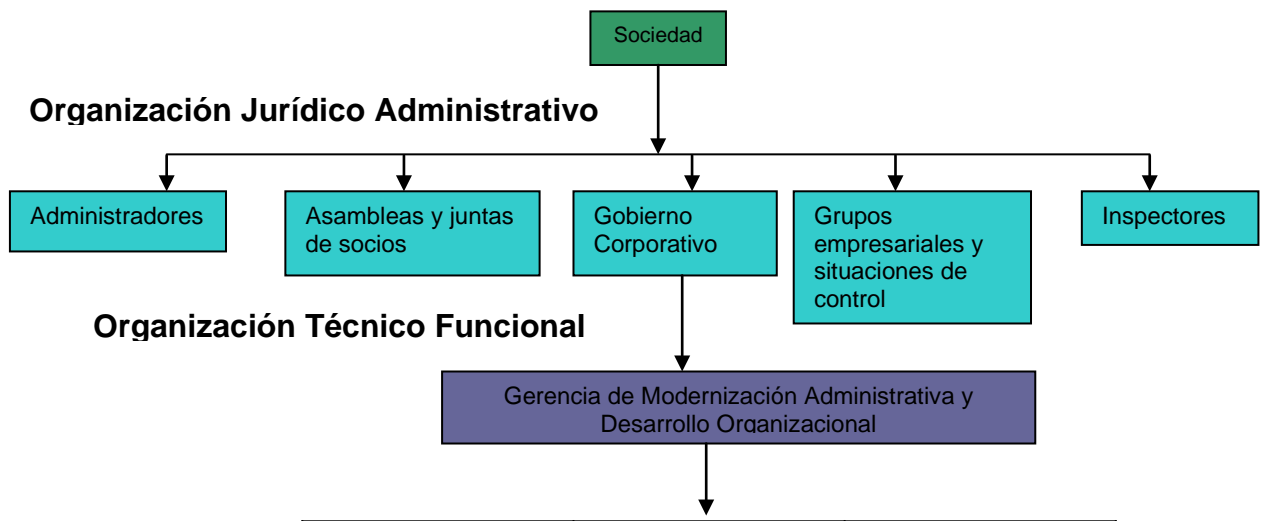 Sociedad
Organización Jurídico Administrativo
Administradores
Asambleas y juntas
de socios
Gobierno
Corporativo
Grupos
empresariales y
situaciones de
control
Inspectores
Organización Técnico Funcional
Gerencia de Modernización Administrativa y
Desarrollo Organizacional